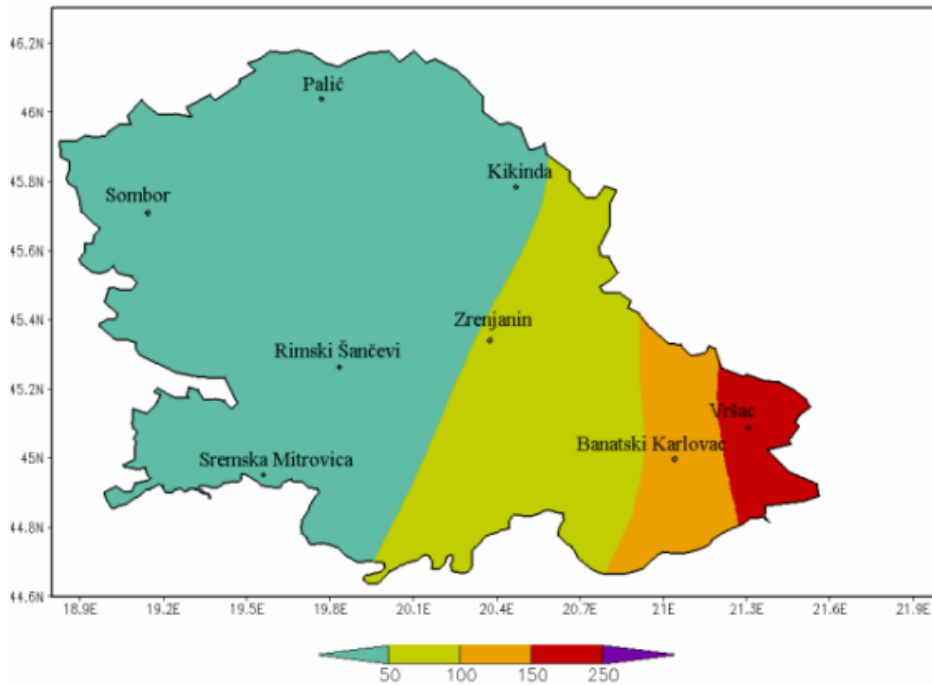 46.2N
Palić
46N
Kikinda
45.8N
Sombor
45.6N
45.4N
Zrenjanin
Rimski Šančevi
45.2N
Vršac
Banatski Karlovac
45N
Sremska Mitrovica
44.8N
44.6N
18.9E 19.2E 19.5E 19.8E 20.1E 20.4E 20.7E 21E 21.3E 21.6E 21.9E
50 100 150 250